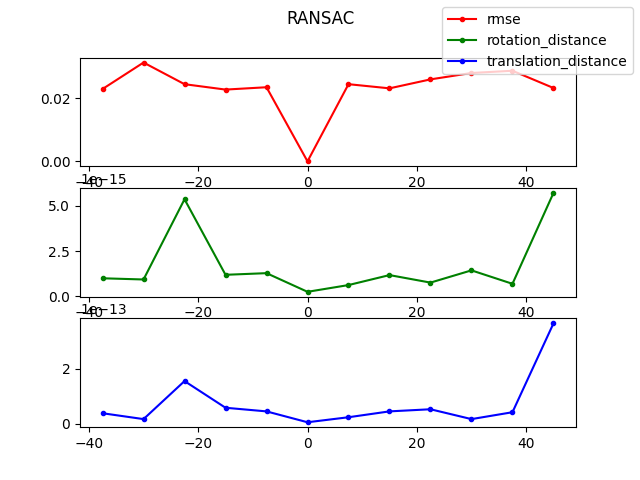 RANSAC
rmse
rotation_distance
translation_distance
0.02
0.00
−40 −20 0 20 40
1e−15
5.0
2.5
0.0
−40 −20 0 20 40
1e−13
2
0
−40 −20 0 20 40